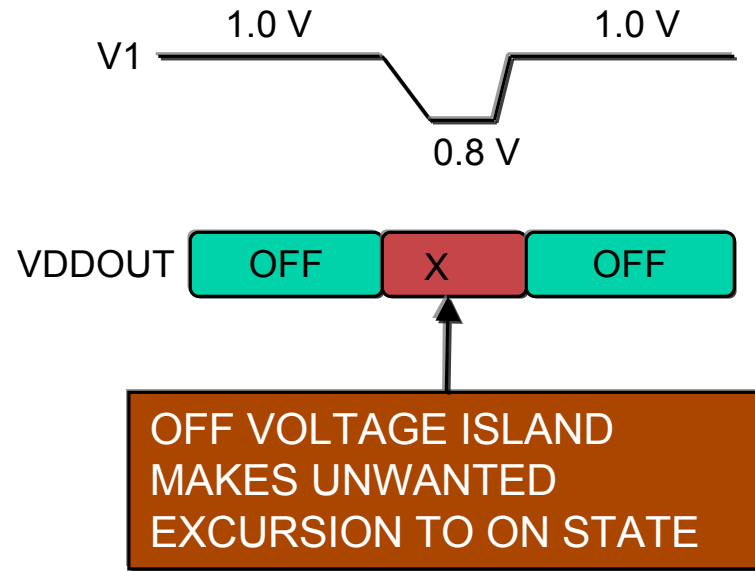 1.0 V 1.0 V
V1
0.8 V
VDDOUT OFF X OFF
OFF VOLTAGE ISLAND
MAKES UNWANTED
EXCURSION TO ON STATE